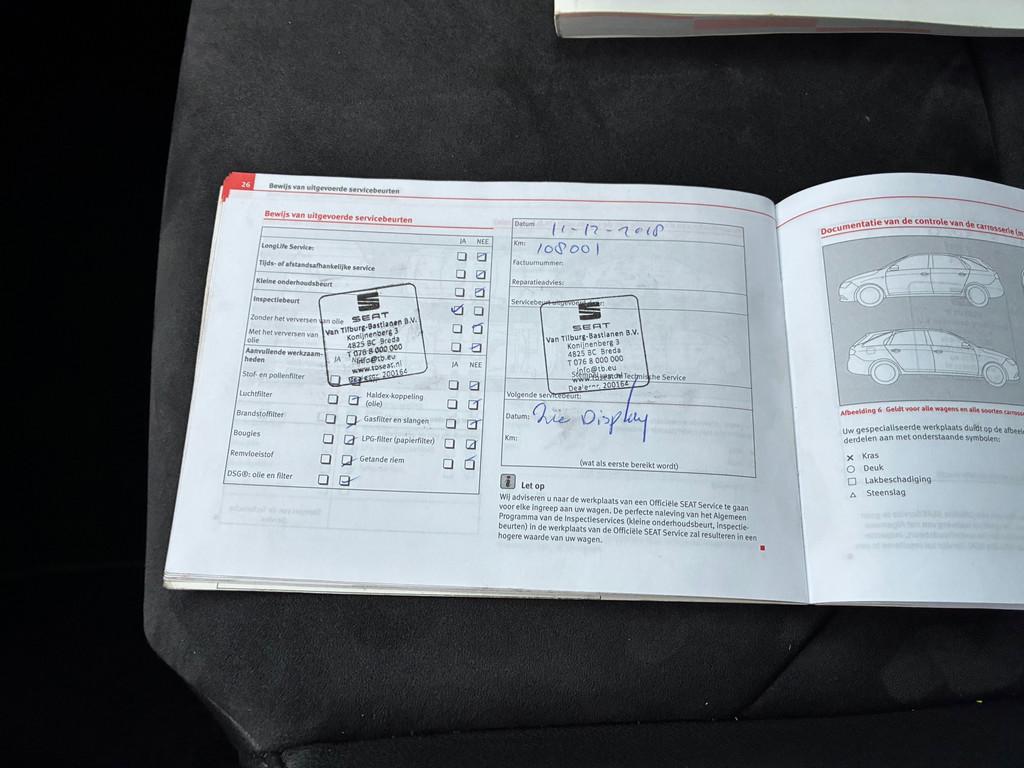 26 Bewijs van uitgevoerde servicebeurten
Bewijs van uitgevoerde servicebeurten
JA NEE
LongLife Service:
Tijds- of afstandsafhankelijke service
Kleine onderhoudsbeurt
Inspectiebeurt
Zonder het verversen van olie
Met het verversen van
olie
Aanvullende werkzaam-
heden
JA
JA NEE
Stof- en pollenfilter
Luchtfilter
Haldex-koppeling
(olie)
Brandstoffilter
Gasfilter en slangen
Bougies
LPG-filter (papierfilter)
Remvloeistof
Getande riem
DSG®: olie en filter
SEAT
Van Tilburg-Bastianen B.V.
Konijnenberg 3
4825 BC Breda
T 076 8 000 000
info@tb.eu
www.tbseat.nl
Dealernr. 200164
Datum 11-12-2018
Km: 108001
Factuurnummer:
Reparatieadvies:
Servicebeurt uitgevoerd door:
SEAT
Van Tilburg-Bastianen B.V.
Konijnenberg 3
4825 BC Breda
T 076 8 000 000
info@tb.eu
www.tbseat.nl
Dealernr. 200164
Technische Service
Volgende servicebeurt:
Datum: Zie Display
Km:
(wat als eerste bereikt wordt)
i Let op
Wij adviseren u naar de werkplaats van een Officiële SEAT Service te gaan
voor elke ingreep aan uw wagen. De perfecte naleving van het Algemeen
Programma van de Inspectieservices (kleine onderhoudsbeurt, inspectie-
beurten) in de werkplaats van de Officiële SEAT Service zal resulteren in een
hogere waarde van uw wagen.
Documentatie van de controle van de carrosserie
Afbeelding 6 Geldt voor alle wagens en alle soorten
Uw gespecialiseerde werkplaats duidt op de
derdelen aan met onderstaande symbolen:
Kras
Deuk
Lakbeschadiging
Steenslag